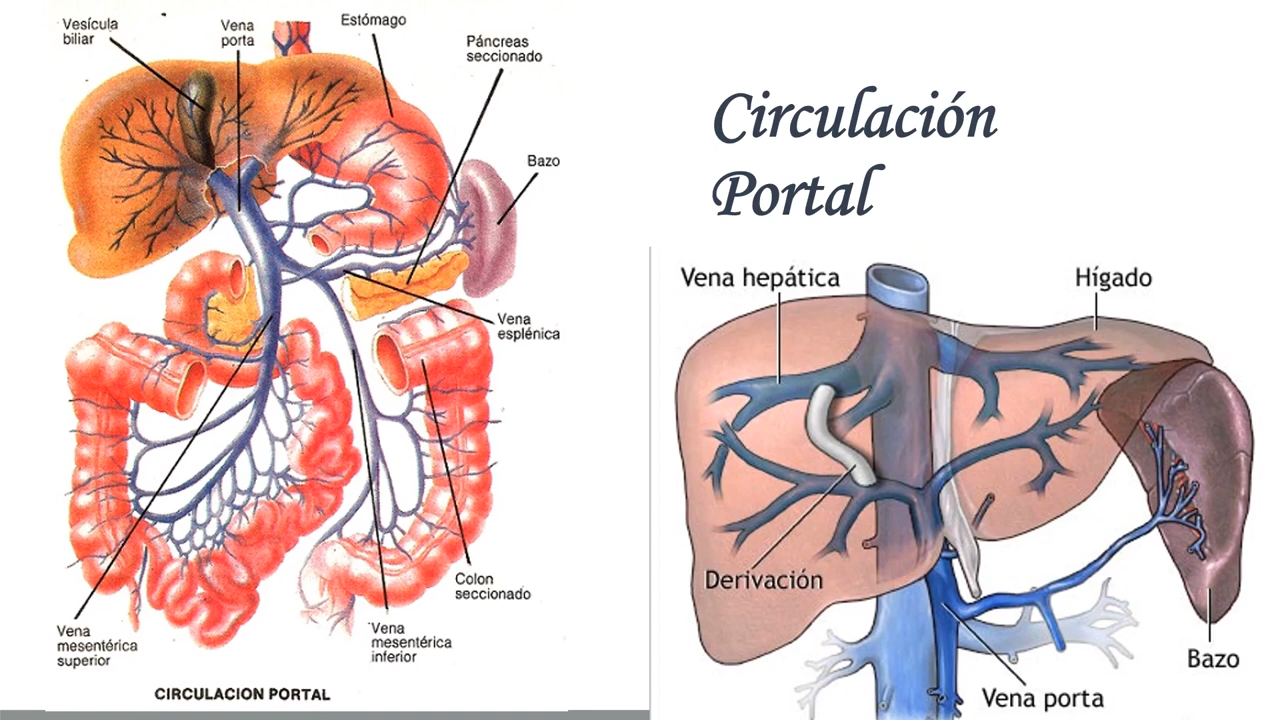 Vesícula
biliar
Vena
porta
Estómago
Páncreas
seccionado
Bazo
Vena
esplénica
Colon
seccionado
Vena
mesentérica
superior
Vena
mesentérica
inferior
CIRCULACION PORTAL
Circulación
Portal
Vena hepática
Hígado
Derivación
Bazo
Vena porta